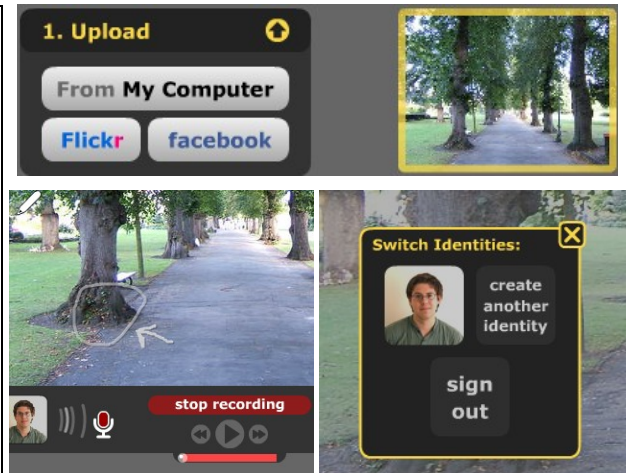 1. Upload
From My Computer
Flickr facebook
stop recording
Switch Identities:
create
another
identity
sign
out